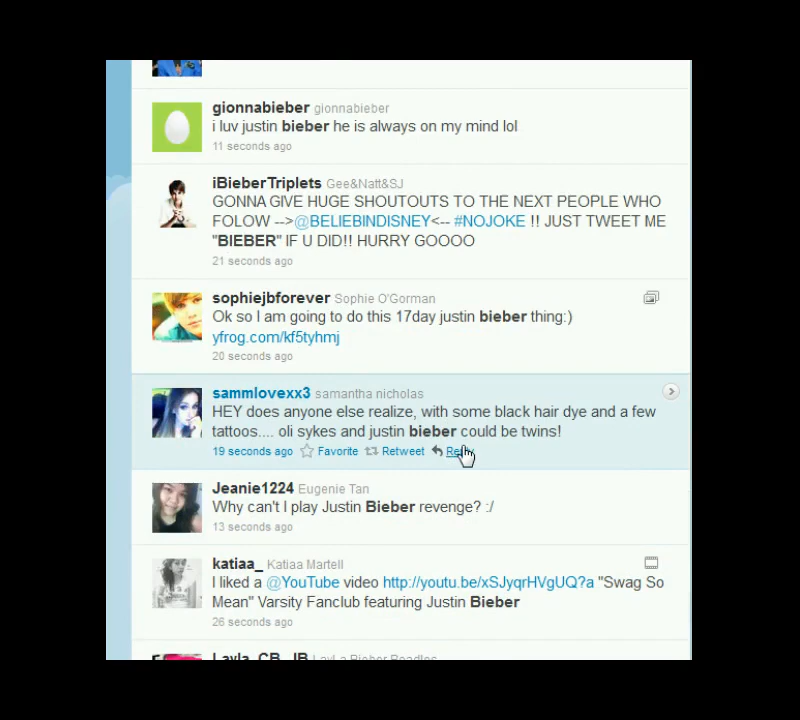 gionnabieber gionnabieber
i luv justin bieber he is always on my mind lol
11 seconds ago
iBieberTriplets Gee&Natt&SJ
GONNA GIVE HUGE SHOUTOUTS TO THE NEXT PEOPLE WHO
FOLOW -->@BELIEBINDISNEY<-- #NOJOKE !! JUST TWEET ME
"BIEBER" IF U DID!! HURRY GOOOO
21 seconds ago
sophiejbforever Sophie O'Gorman
Ok so I am going to do this 17day justin bieber thing:)
yfrog.com/kf5tyhmj
20 seconds ago
sammlovexx3 samantha nicholas
HEY does anyone else realize, with some black hair dye and a few
tattoos.... oli sykes and justin bieber could be twins!
19 seconds ago Favorite Retweet
Jeanie1224 Eugenie Tan
Why can't I play Justin Bieber revenge? :/
13 seconds ago
katiaa_ Katiaa Martell
I liked a @YouTube video http://youtu.be/xSJyqrHVgUQ?a "Swag So
Mean" Varsity Fanclub featuring Justin Bieber
26 seconds ago